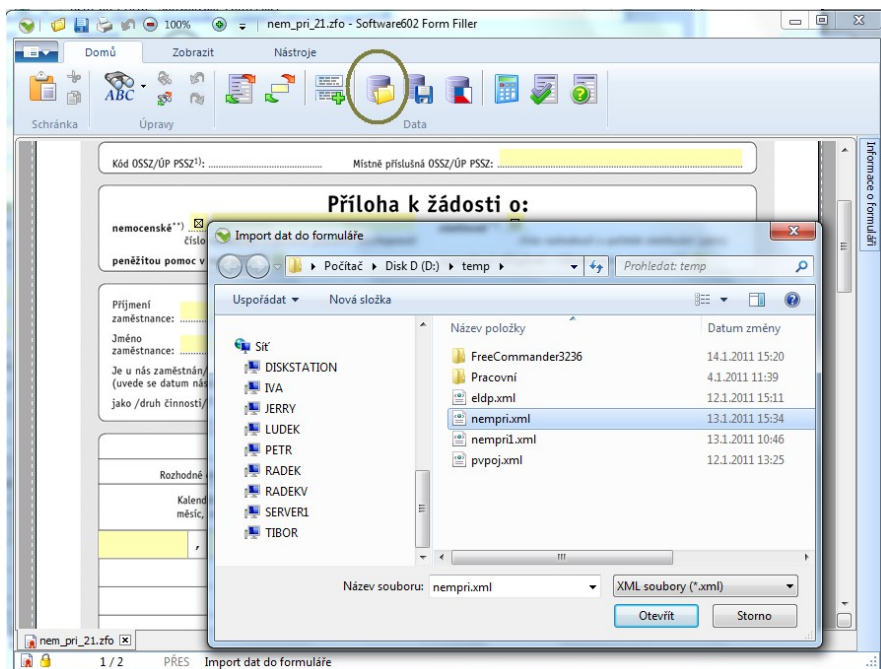 100% nem_pri_21.zfo - Software602 Form Filler
Domů Zobrazit Nástroje
ABC
Schránka Úpravy Data
Informace o formuláři
Kód OSSZ/ÚP PSSZ1): Místně příslušná OSSZ/ÚP PSSZ:
Příloha k žádosti o:
nemocenské**)
číslo
peněžitou pomoc v
Příjmení
zaměstnance:
Jméno
zaměstnance:
Je u nás zaměstnán/
(uvede se datum nás
jako /druh činnosti/
Rozhodné
Kalend
měsíc,
,
Import dat do formuláře
Počítač Disk D (D:) temp Prohledat: temp
Uspořádat Nová složka
Síť
DISKSTATION
IVA
JERRY
LUDEK
PETR
RADEK
RADEKV
SERVER1
TIBOR
Název položky Datum změny
FreeCommander3236 14.1.2011 15:20
Pracovní 4.1.2011 11:39
eldp.xml 12.1.2011 15:11
nempri.xml 13.1.2011 15:34
nempri1.xml 13.1.2011 10:46
pvpoj.xml 12.1.2011 13:25
Název souboru: nempri.xml XML soubory (*.xml)
Otevřít Storno
nem_pri_21.zfo
1 / 2 PŘES Import dat do formuláře